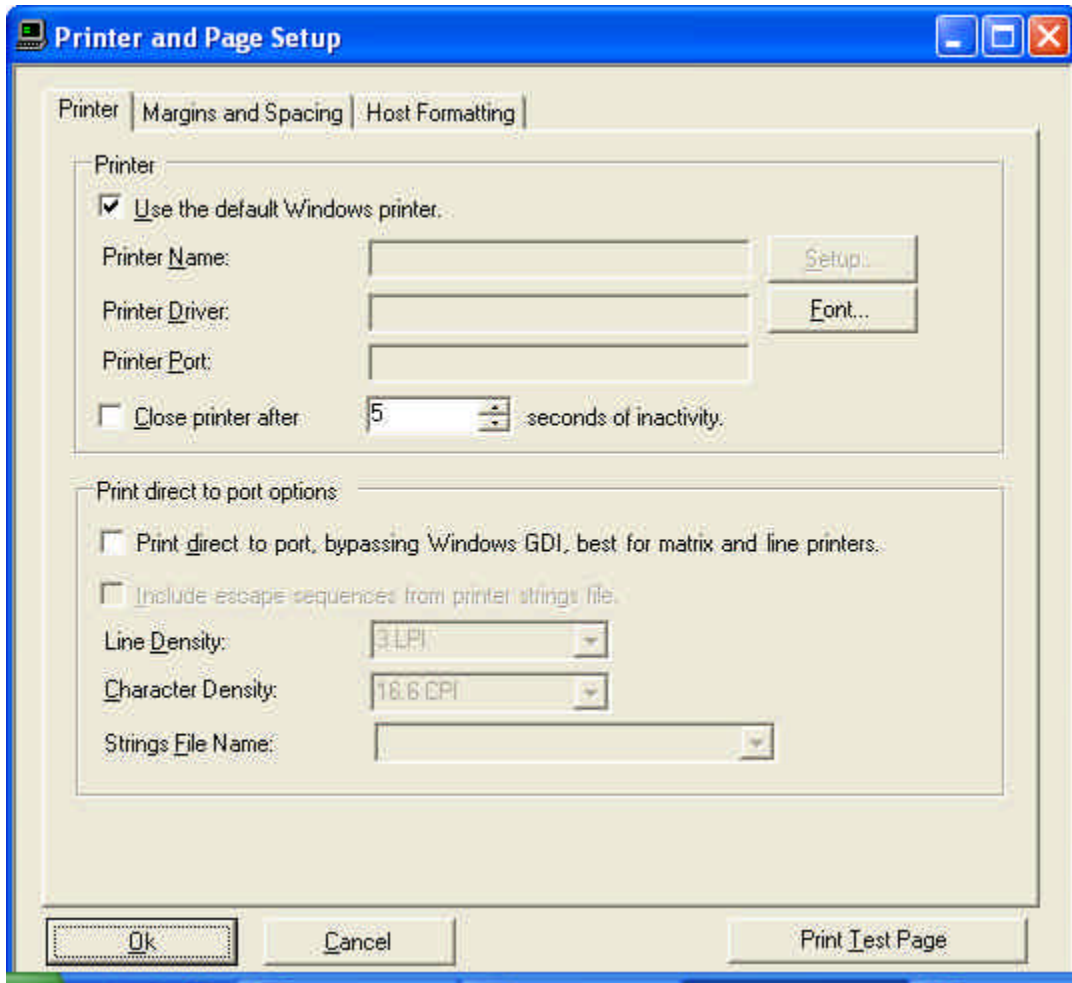 Printer and Page Setup
Printer Margins and Spacing Host Formatting
Printer
Use the default Windows printer.
Printer Name: Setup...
Printer Driver: Font...
Printer Port:
Close printer after 5 seconds of inactivity.
Print direct to port options
Print direct to port, bypassing Windows GDI, best for matrix and line printers.
Include escape sequences from printer strings file.
Line Density: 3 LPI
Character Density: 16.6 CPI
Strings File Name:
Ok Cancel Print Test Page